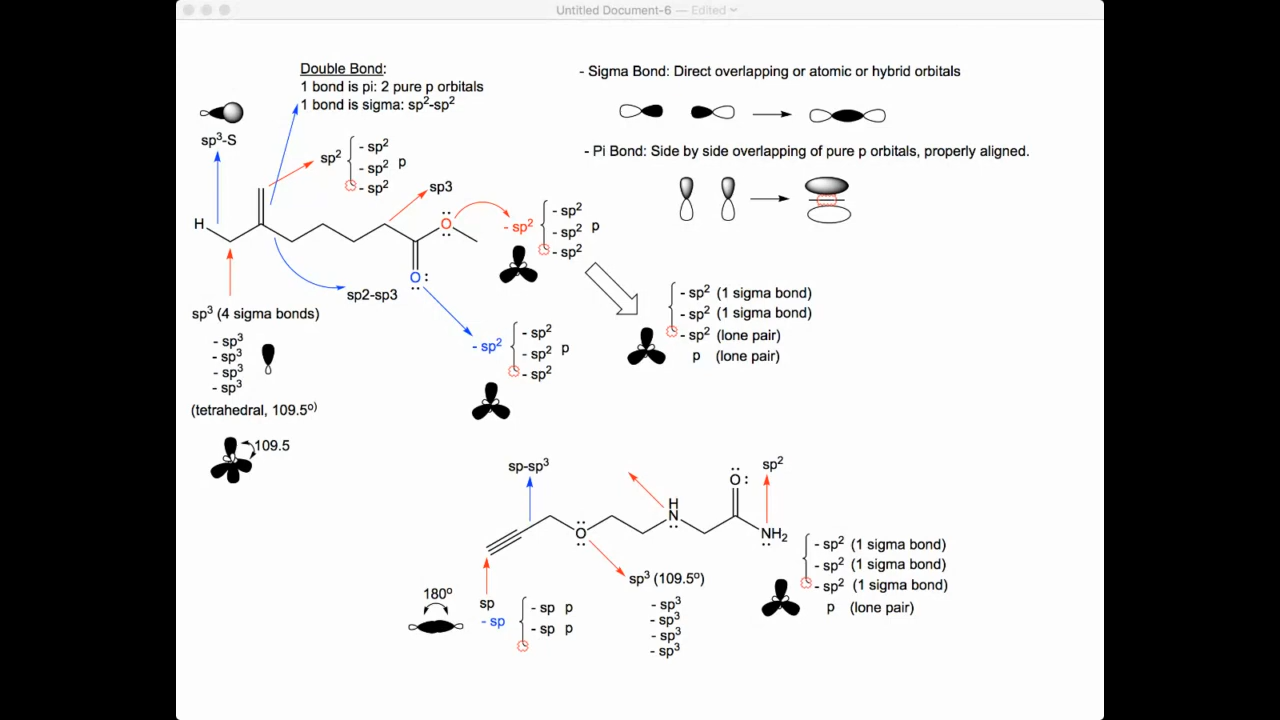 Untitled Document-6 — Edited
Double Bond:
1 bond is pi: 2 pure p orbitals
1 bond is sigma: sp²-sp²
- Sigma Bond: Direct overlapping or atomic or hybrid orbitals
- Pi Bond: Side by side overlapping of pure p orbitals, properly aligned.
sp³-S
sp²
- sp²
- sp² p
- sp²
sp3
H
O
O
- sp²
- sp²
- sp² p
- sp²
sp2-sp3
sp³ (4 sigma bonds)
- sp³
- sp³
- sp³
- sp³
(tetrahedral, 109.5º)
109.5
- sp²
- sp²
- sp² p
- sp²
- sp² (1 sigma bond)
- sp² (1 sigma bond)
- sp² (lone pair)
p (lone pair)
sp-sp³
sp²
O
H
N
O
NH₂
sp³ (109.5º)
- sp³
- sp³
- sp³
- sp³
180º
sp
- sp
- sp p
- sp p
- sp² (1 sigma bond)
- sp² (1 sigma bond)
- sp² (1 sigma bond)
p (lone pair)